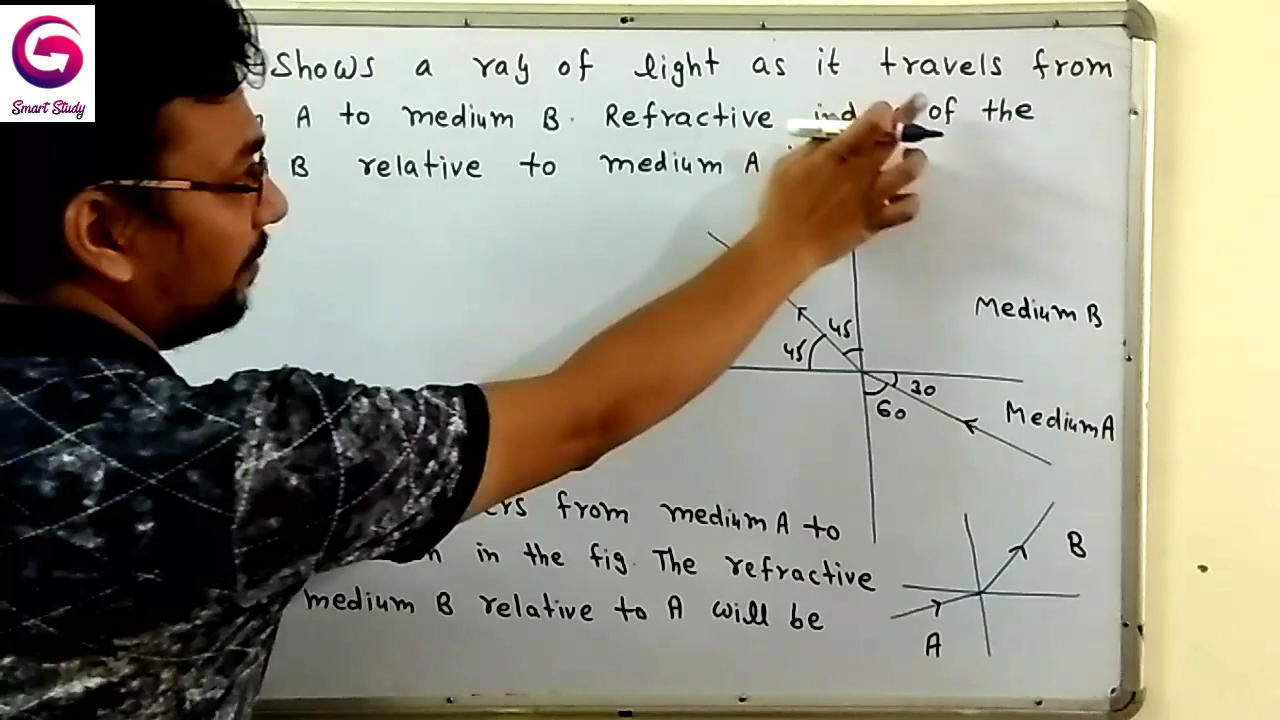 Smart Study
Shows a ray of light as it travels from
A to medium B. Refractive of the
B relative to medium A
Medium B
45
45
30
60
Medium A
from medium A to
in the fig. The refractive
medium B relative to A will be
B
A